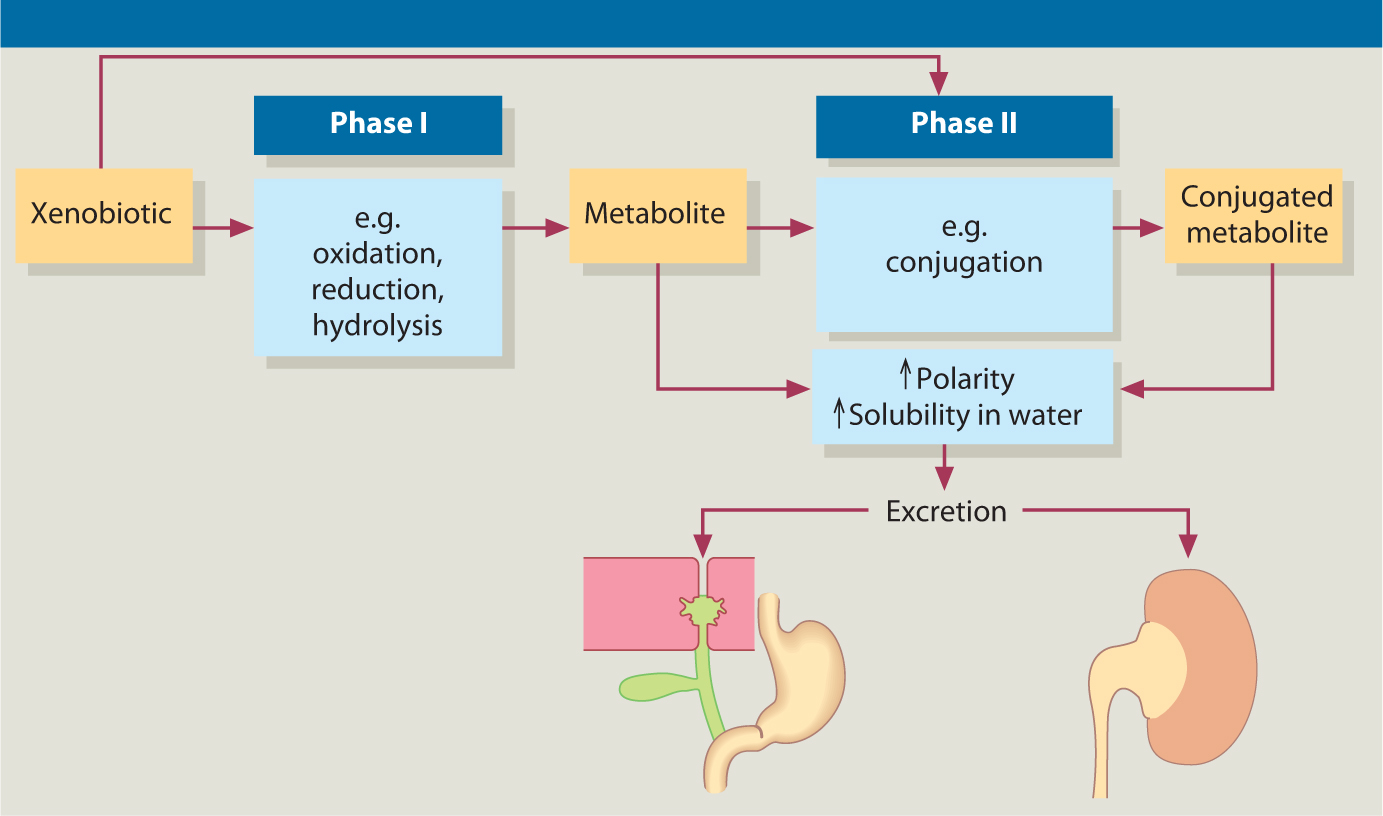 Phase I
Phase II
Xenobiotic
e.g.
oxidation,
reduction,
hydrolysis
Metabolite
e.g.
conjugation
Conjugated
metabolite
↑Polarity
↑Solubility in water
Excretion